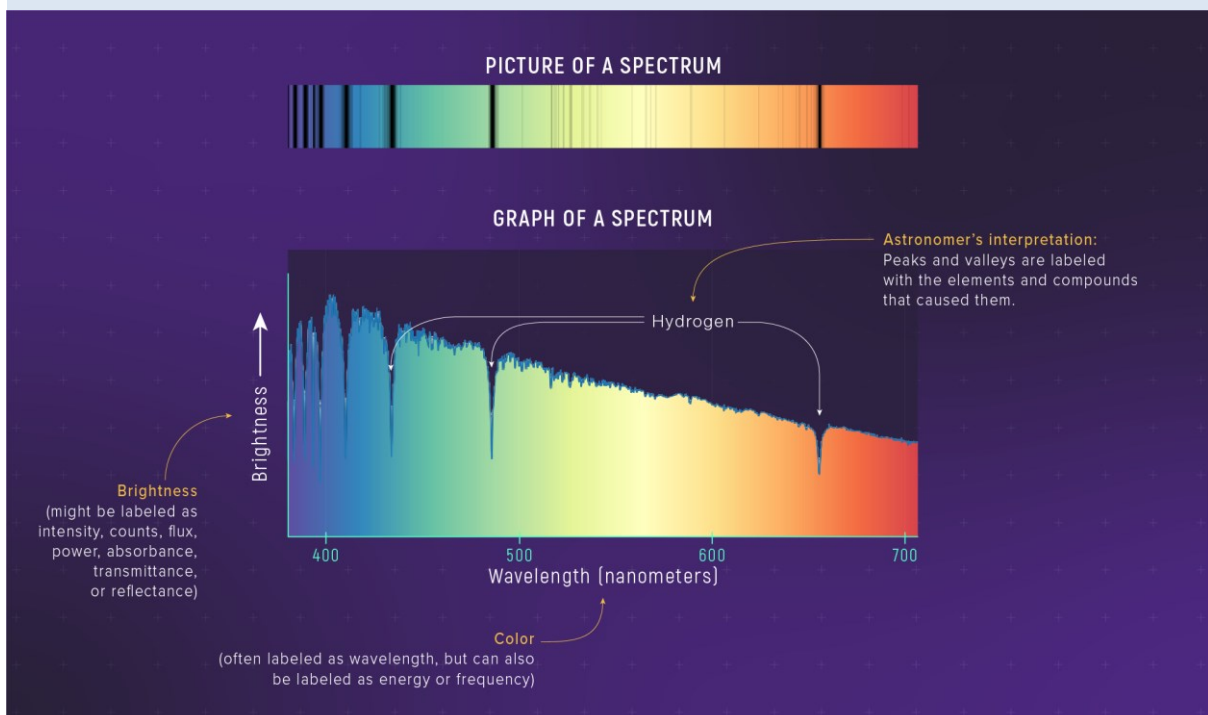 PICTURE OF A SPECTRUM
GRAPH OF A SPECTRUM
Astronomer’s interpretation:
Peaks and valleys are labeled
with the elements and compounds
that caused them.
Hydrogen
Brightness
Brightness
(might be labeled as
intensity, counts, flux,
power, absorbance,
transmittance,
or reflectance)
400 500 600 700
Wavelength (nanometers)
Color
(often labeled as wavelength, but can also
be labeled as energy or frequency)